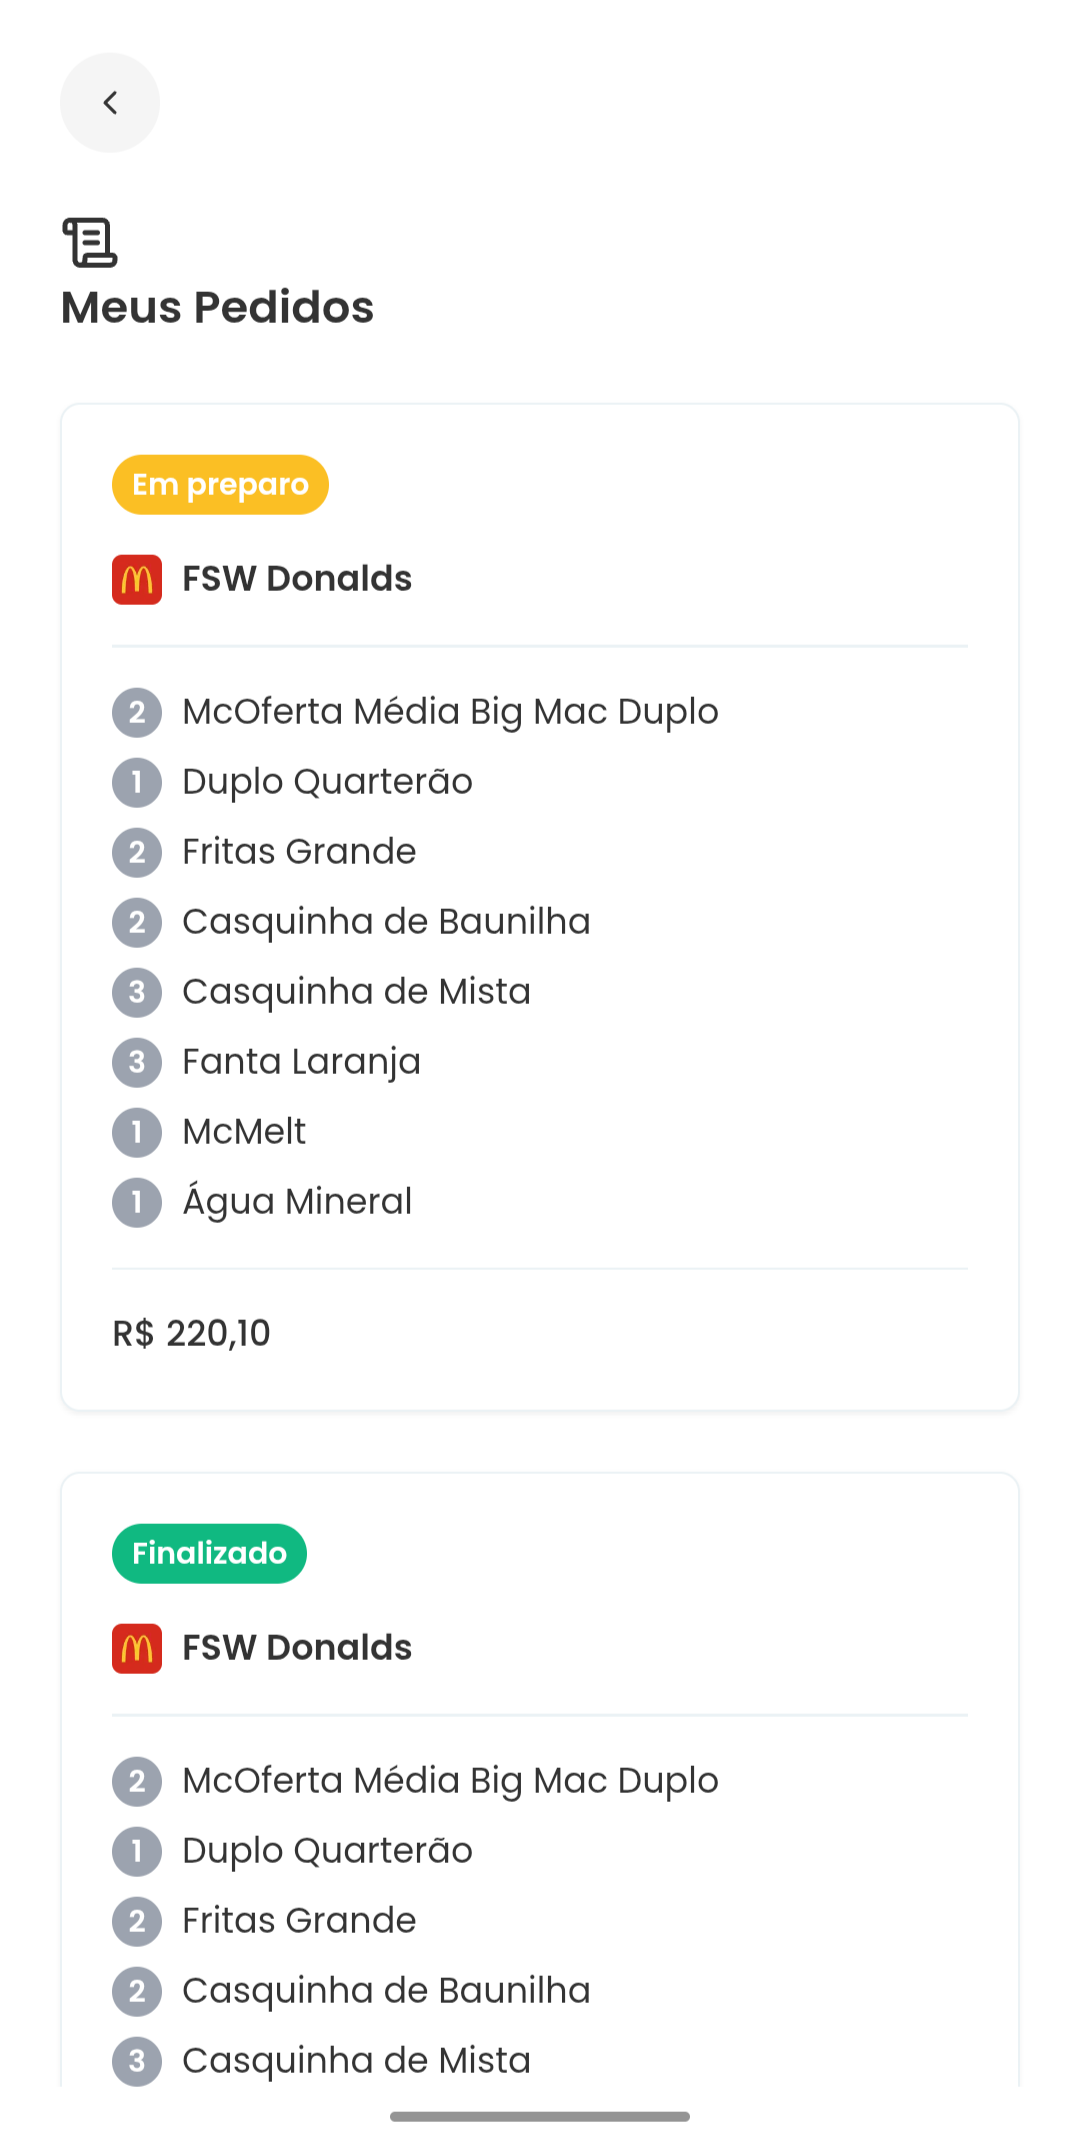 Meus Pedidos
Em preparo
FSW Donalds
2 McOferta Média Big Mac Duplo
1 Duplo Quarterão
2 Fritas Grande
2 Casquinha de Baunilha
3 Casquinha de Mista
3 Fanta Laranja
1 McMelt
1 Água Mineral
R$ 220,10
Finalizado
FSW Donalds
2 McOferta Média Big Mac Duplo
1 Duplo Quarterão
2 Fritas Grande
2 Casquinha de Baunilha
3 Casquinha de Mista